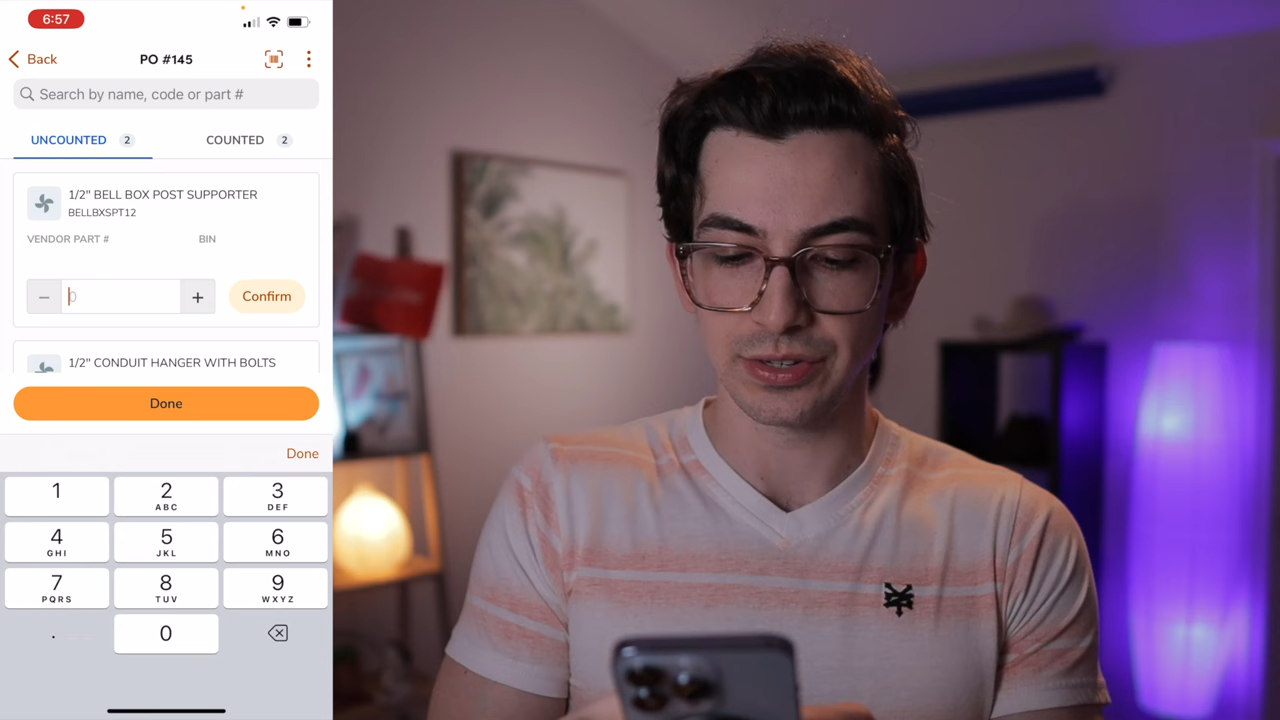 6:57
Back
PO #145
Search by name, code or part #
UNCOUNTED 2
COUNTED 2
1/2" BELL BOX POST SUPPORTER
BELLBXSPT12
VENDOR PART #
BIN
0
Confirm
1/2" CONDUIT HANGER WITH BOLTS
Done
Done
1
2 ABC
3 DEF
4 GHI
5 JKL
6 MNO
7 PQRS
8 TUV
9 WXYZ
.
0